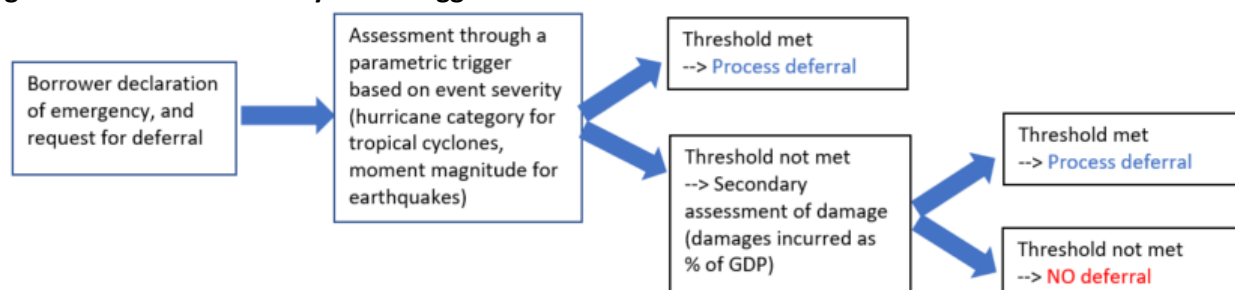 Borrower declaration
of emergency, and
request for deferral
Assessment through a
parametric trigger
based on event severity
(hurricane category for
tropical cyclones,
moment magnitude for
earthquakes)
Threshold met
--> Process deferral
Threshold not met
--> Secondary
assessment of damage
(damages incurred as
% of GDP)
Threshold met
--> Process deferral
Threshold not met
--> NO deferral